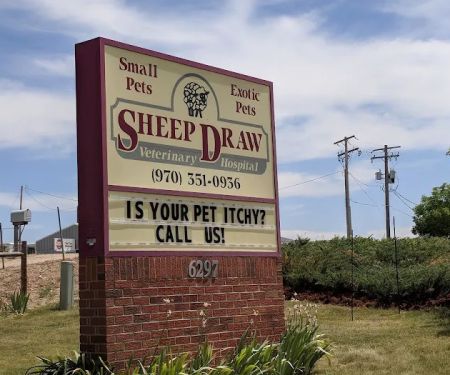 Small Pets
Exotic Pets
SHEEP DRAW
Veterinary Hospital
(970) 351-0936
IS YOUR PET ITCHY?
CALL US!
6297